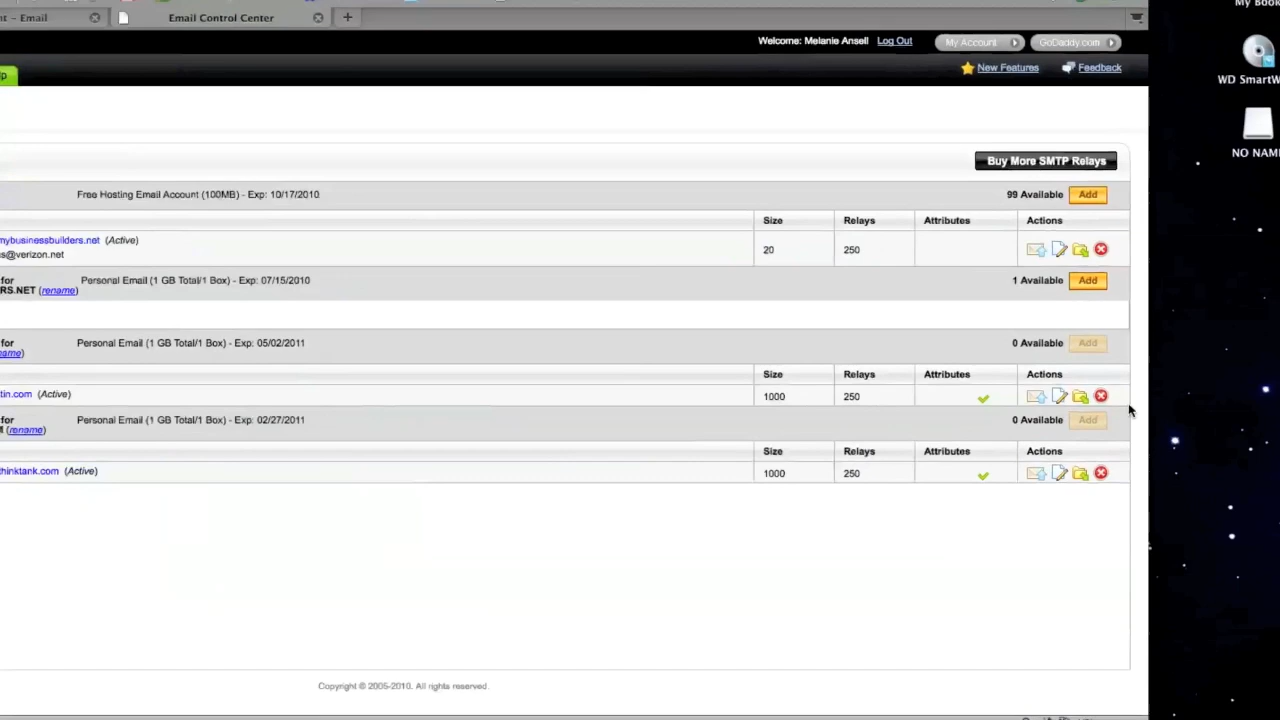 My Book
nt – Email
Email Control Center
Welcome: Melanie Ansell Log Out My Account GoDaddy.com
lp
New Features Feedback
WD SmartW
NO NAME
Buy More SMTP Relays
Free Hosting Email Account (100MB) - Exp: 10/17/2010 99 Available Add
Size Relays Attributes Actions
mybusinessbuilders.net (Active)
s@verizon.net
20 250
for
RS.NET (rename)
Personal Email (1 GB Total/1 Box) - Exp: 07/15/2010 1 Available Add
for
name)
Personal Email (1 GB Total/1 Box) - Exp: 05/02/2011 0 Available Add
Size Relays Attributes Actions
tin.com (Active) 1000 250
for
(rename)
Personal Email (1 GB Total/1 Box) - Exp: 02/27/2011 0 Available Add
Size Relays Attributes Actions
thinktank.com (Active) 1000 250
Copyright © 2005-2010. All rights reserved.